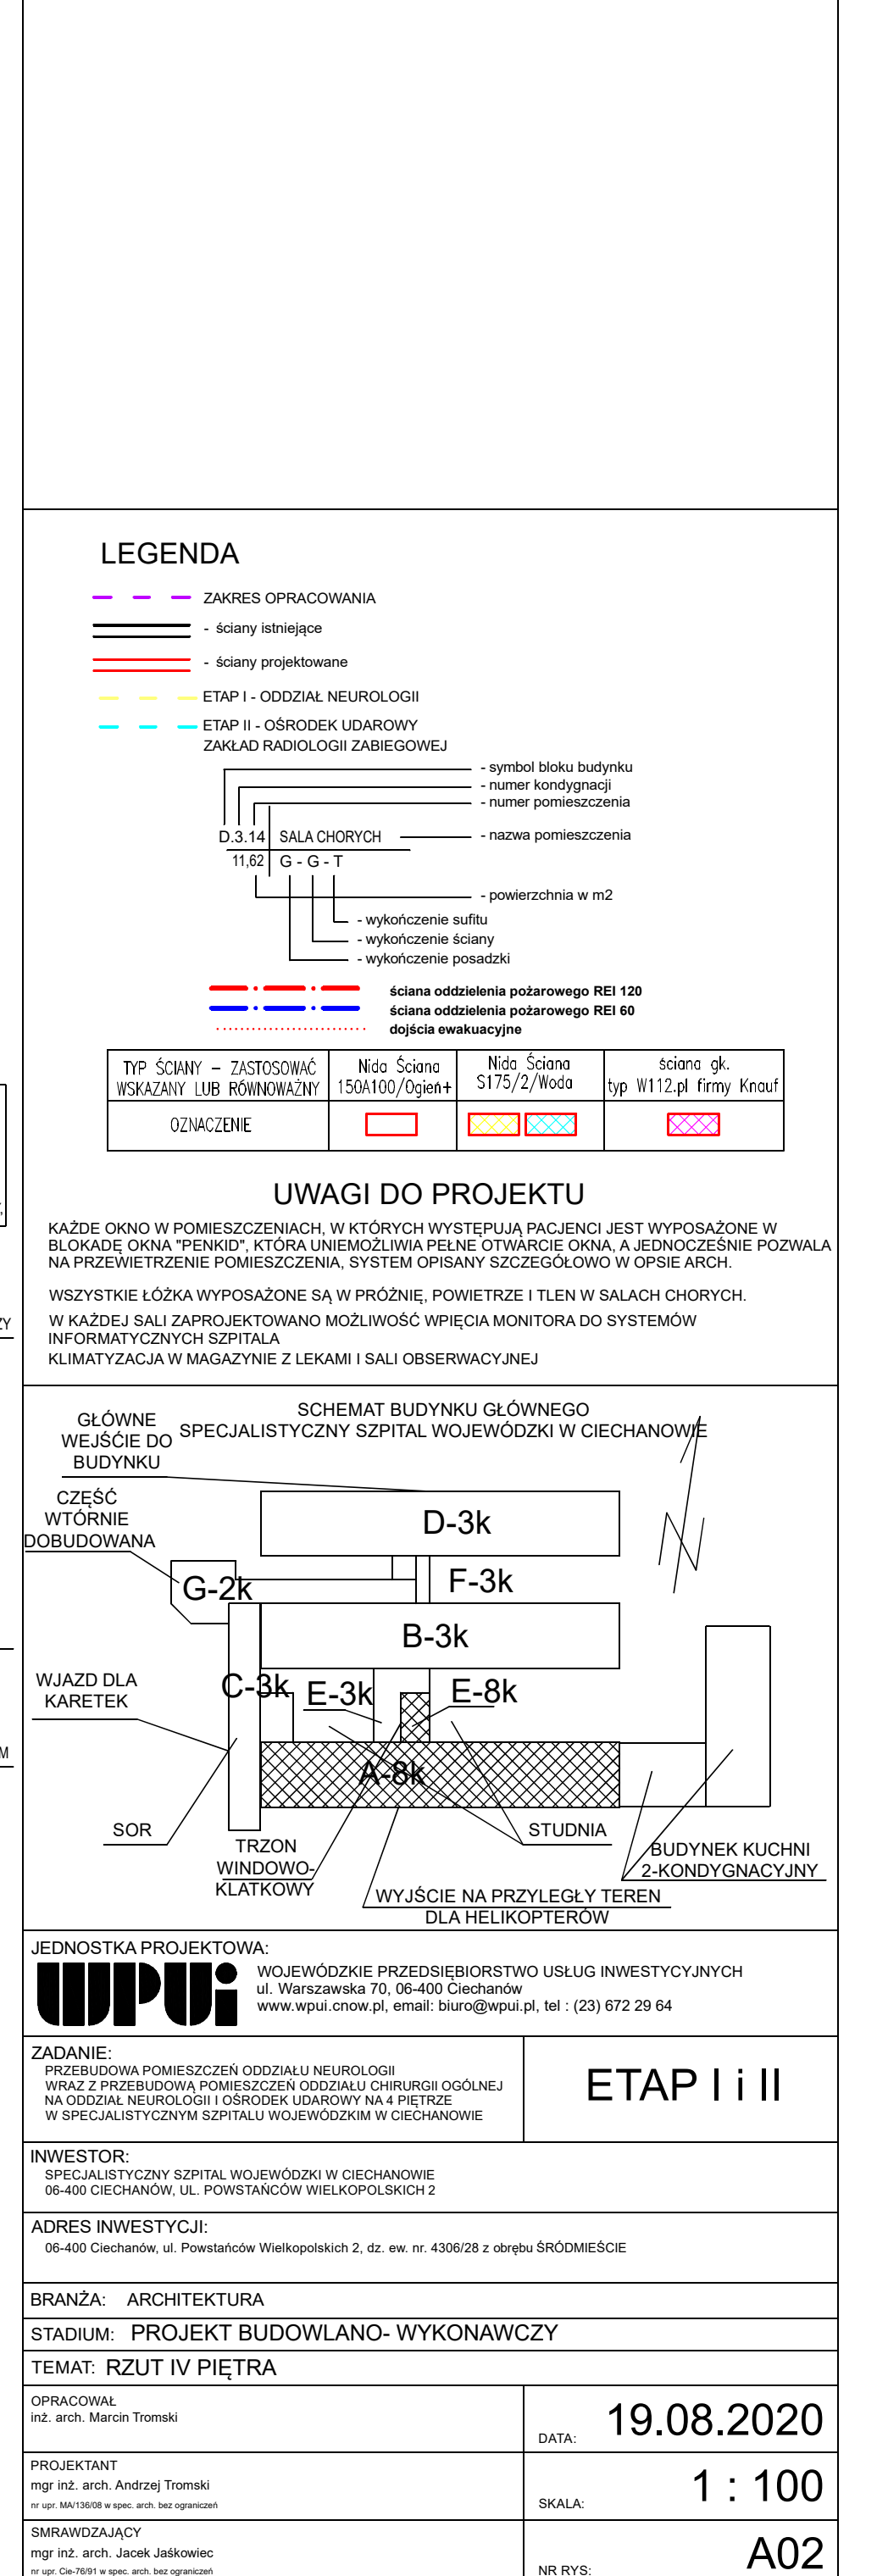 LEGENDA
ZAKRES OPRACOWANIA
- ściany istniejące
- ściany projektowane
ETAP I - ODDZIAŁ NEUROLOGII
ETAP II - OŚRODEK UDAROWY
ZAKŁAD RADIOLOGII ZABIEGOWEJ
- symbol bloku budynku
- numer kondygnacji
- numer pomieszczenia
D.3.14 SALA CHORYCH - nazwa pomieszczenia
11,62 G - G - T
- powierzchnia w m2
- wykończenie sufitu
- wykończenie ściany
- wykończenie posadzki
ściana oddzielenia pożarowego REI 120
ściana oddzielenia pożarowego REI 60
dojścia ewakuacyjne
TYP ŚCIANY – ZASTOSOWAĆ
WSKAZANY LUB RÓWNOWAŻNY
Nida Ściana
150A100/Ogień+
Nida Ściana
S175/2/Woda
ściana gk.
typ W112.pl firmy Knauf
OZNACZENIE
UWAGI DO PROJEKTU
KAŻDE OKNO W POMIESZCZENIACH, W KTÓRYCH WYSTĘPUJĄ PACJENCI JEST WYPOSAŻONE W
BLOKADĘ OKNA "PENKID", KTÓRA UNIEMOŻLIWIA PEŁNE OTWARCIE OKNA, A JEDNOCZEŚNIE POZWALA
NA PRZEWIETRZENIE POMIESZCZENIA, SYSTEM OPISANY SZCZEGÓŁOWO W OPSIE ARCH.
WSZYSTKIE ŁÓŻKA WYPOSAŻONE SĄ W PRÓŻNIĘ, POWIETRZE I TLEN W SALACH CHORYCH.
W KAŻDEJ SALI ZAPROJEKTOWANO MOŻLIWOŚĆ WPIĘCIA MONITORA DO SYSTEMÓW
INFORMATYCZNYCH SZPITALA
KLIMATYZACJA W MAGAZYNIE Z LEKAMI I SALI OBSERWACYJNEJ
ZY
M
SCHEMAT BUDYNKU GŁÓWNEGO
SPECJALISTYCZNY SZPITAL WOJEWÓDZKI W CIECHANOWIE
GŁÓWNE
WEJŚCIE DO
BUDYNKU
CZĘŚĆ
WTÓRNIE
DOBUDOWANA
D-3k
G-2k
F-3k
B-3k
WJAZD DLA
KARETEK
C-3k
E-3k
E-8k
A-8k
SOR
TRZON
WINDOWO-
KLATKOWY
STUDNIA
BUDYNEK KUCHNI
2-KONDYGNACYJNY
WYJŚCIE NA PRZYLEGŁY TEREN
DLA HELIKOPTERÓW
N
JEDNOSTKA PROJEKTOWA:
WPUi
WOJEWÓDZKIE PRZEDSIĘBIORSTWO USŁUG INWESTYCYJNYCH
ul. Warszawska 70, 06-400 Ciechanów
www.wpui.cnow.pl, email: biuro@wpui.pl, tel : (23) 672 29 64
ZADANIE:
PRZEBUDOWA POMIESZCZEŃ ODDZIAŁU NEUROLOGII
WRAZ Z PRZEBUDOWĄ POMIESZCZEŃ ODDZIAŁU CHIRURGII OGÓLNEJ
NA ODDZIAŁ NEUROLOGII I OŚRODEK UDAROWY NA 4 PIĘTRZE
W SPECJALISTYCZNYM SZPITALU WOJEWÓDZKIM W CIECHANOWIE
ETAP I i II
INWESTOR:
SPECJALISTYCZNY SZPITAL WOJEWÓDZKI W CIECHANOWIE
06-400 CIECHANÓW, UL. POWSTAŃCÓW WIELKOPOLSKICH 2
ADRES INWESTYCJI:
06-400 Ciechanów, ul. Powstańców Wielkopolskich 2, dz. ew. nr. 4306/28 z obrębu ŚRÓDMIEŚCIE
BRANŻA: ARCHITEKTURA
STADIUM: PROJEKT BUDOWLANO- WYKONAWCZY
TEMAT: RZUT IV PIĘTRA
OPRACOWAŁ
inż. arch. Marcin Tromski
DATA: 19.08.2020
PROJEKTANT
mgr inż. arch. Andrzej Tromski
nr upr. MA/136/08 w spec. arch. bez ograniczeń
SKALA: 1 : 100
SMRAWDZAJĄCY
mgr inż. arch. Jacek Jaśkowiec
nr upr. Cie-76/91 w spec. arch. bez ograniczeń
NR RYS: A02